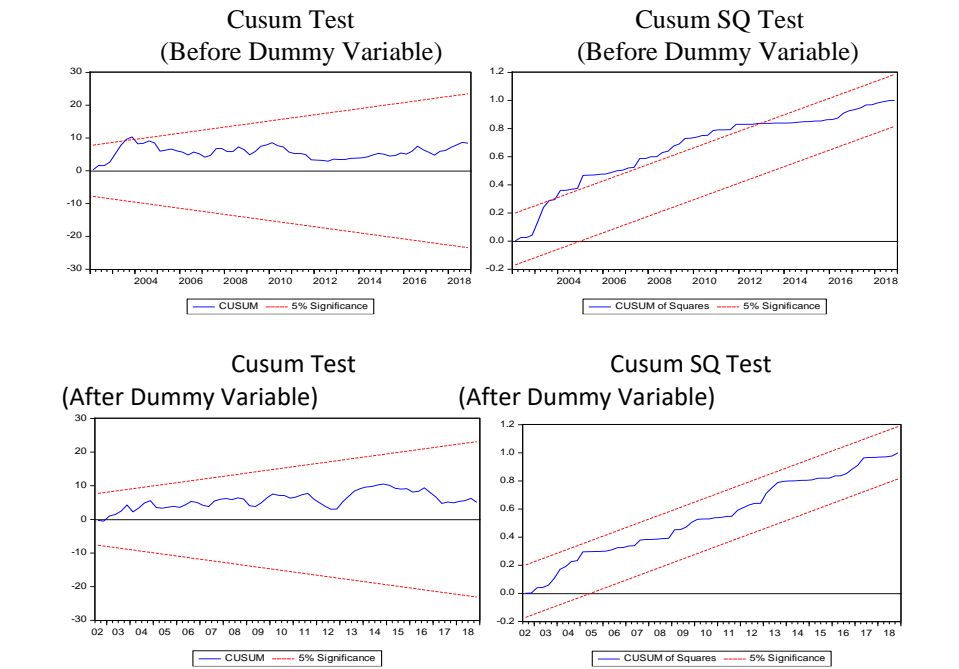 Cusum Test
(Before Dummy Variable)
30
20
10
0
-10
-20
-30
2004 2006 2008 2010 2012 2014 2016 2018
CUSUM 5% Significance
Cusum SQ Test
(Before Dummy Variable)
1.2
1.0
0.8
0.6
0.4
0.2
0.0
-0.2
2004 2006 2008 2010 2012 2014 2016 2018
CUSUM of Squares 5% Significance
Cusum Test
(After Dummy Variable)
30
20
10
0
-10
-20
-30
02 03 04 05 06 07 08 09 10 11 12 13 14 15 16 17 18
CUSUM 5% Significance
Cusum SQ Test
(After Dummy Variable)
1.2
1.0
0.8
0.6
0.4
0.2
0.0
-0.2
02 03 04 05 06 07 08 09 10 11 12 13 14 15 16 17 18
CUSUM of Squares 5% Significance